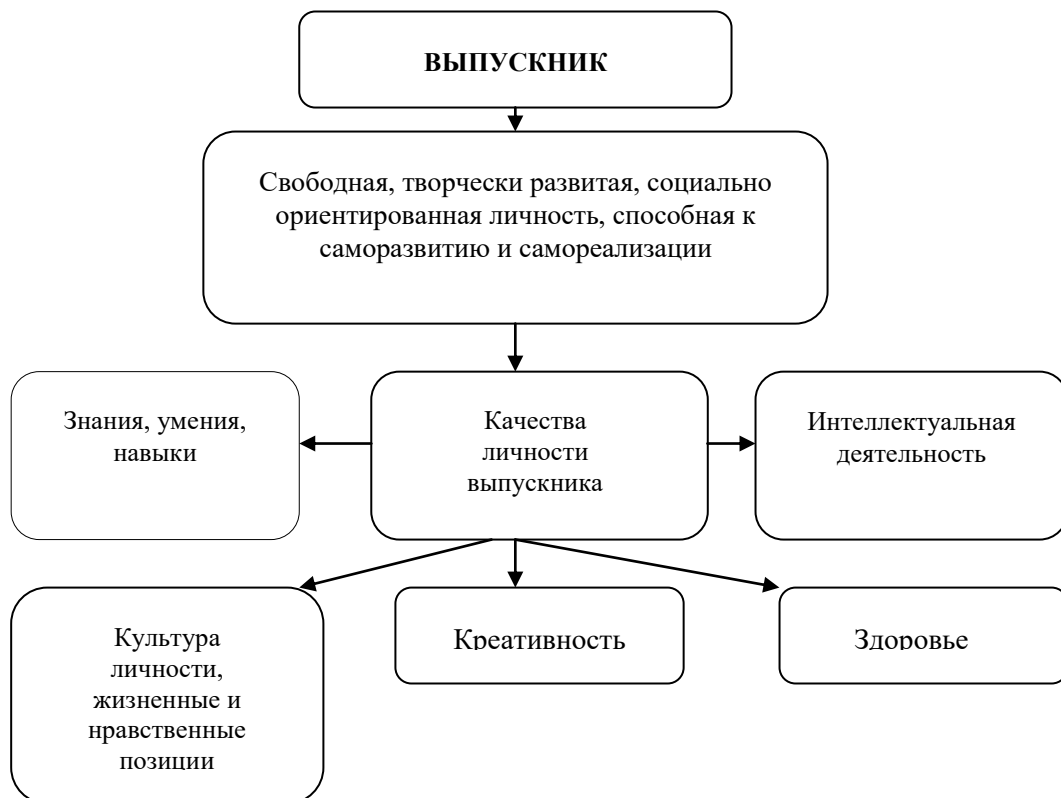 ВЫПУСКНИК
Свободная, творчески развитая, социально
ориентированная личность, способная к
саморазвитию и самореализации
Знания, умения,
навыки
Качества
личности
выпускника
Интеллектуальная
деятельность
Культура
личности,
жизненные и
нравственные
позиции
Креативность
Здоровье